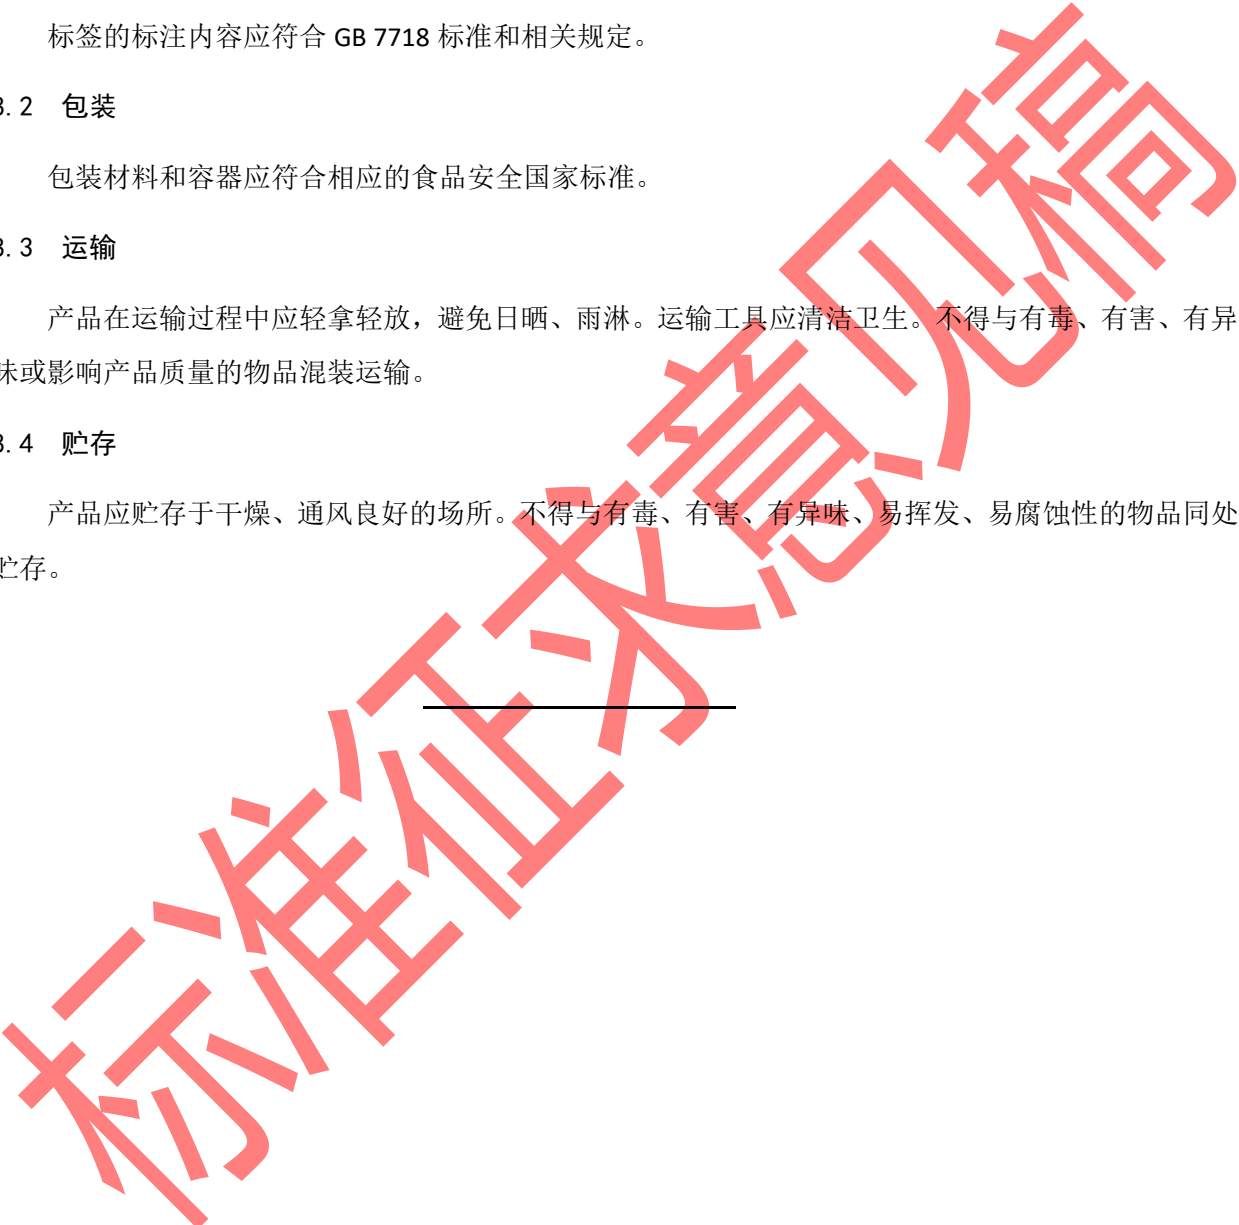 标签的标注内容应符合 GB 7718 标准和相关规定。
8.2 包装
包装材料和容器应符合相应的食品安全国家标准。
8.3 运输
产品在运输过程中应轻拿轻放，避免日晒、雨淋。运输工具应清洁卫生。不得与有毒、有害、有异
味或影响产品质量的物品混装运输。
8.4 贮存
产品应贮存于干燥、通风良好的场所。不得与有毒、有害、有异味、易挥发、易腐蚀性的物品同处
贮存。
标准征求意见稿